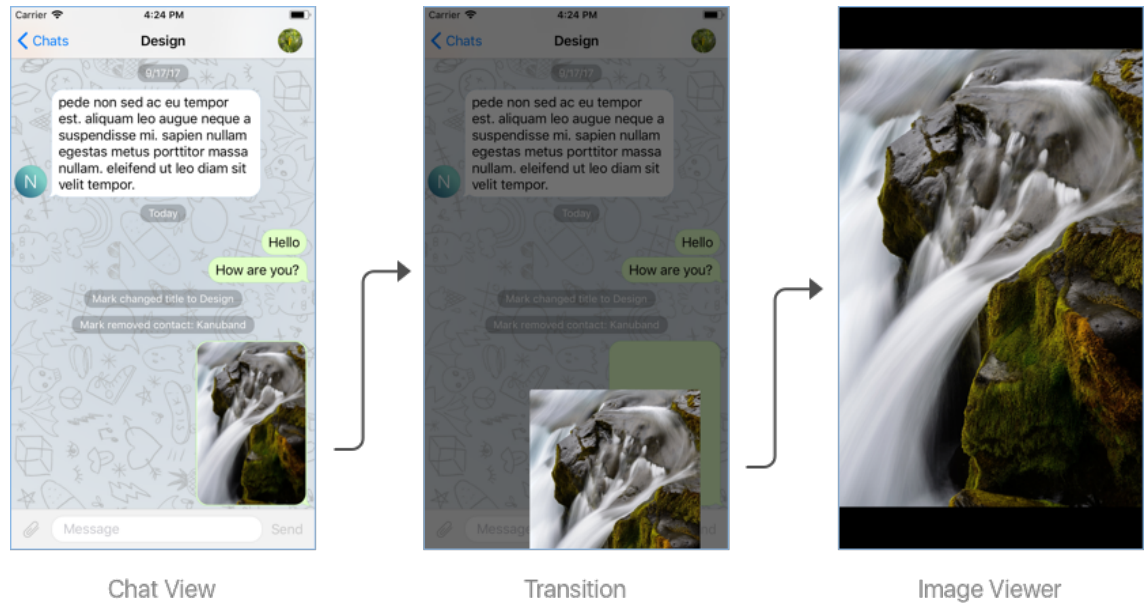 Carrier 4:24 PM
Chats Design
9/17/17
pede non sed ac eu tempor
est. aliquam leo augue neque a
suspendisse mi. sapien nullam
egestas metus porttitor massa
nullam. eleifend ut leo diam sit
velit tempor.
N
Today
Hello
How are you?
Mark changed title to Design
Mark removed contact: Kanuband
Message Send
Chat View
Carrier 4:24 PM
Chats Design
9/17/17
pede non sed ac eu tempor
est. aliquam leo augue neque a
suspendisse mi. sapien nullam
egestas metus porttitor massa
nullam. eleifend ut leo diam sit
velit tempor.
N
Today
Hello
How are you?
Mark changed title to Design
Mark removed contact: Kanuband
Messag nd
Transition
Image Viewer